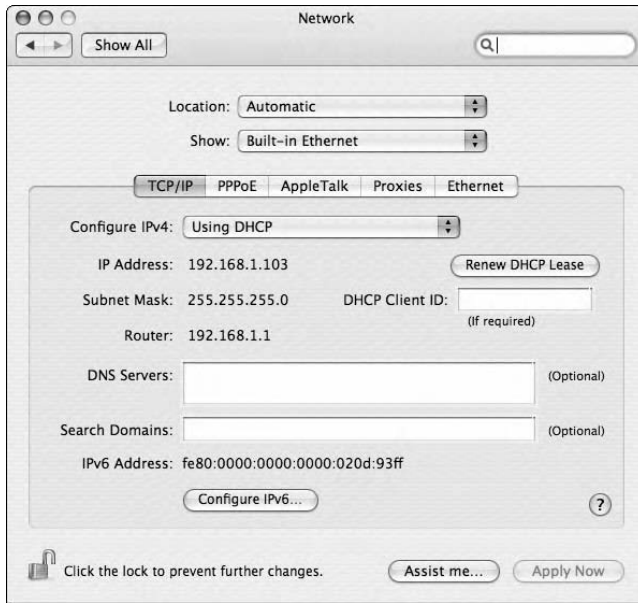 Network
Show All
Location: Automatic
Show: Built-in Ethernet
TCP/IP PPPoE AppleTalk Proxies Ethernet
Configure IPv4: Using DHCP
IP Address: 192.168.1.103 Renew DHCP Lease
Subnet Mask: 255.255.255.0 DHCP Client ID:
(If required)
Router: 192.168.1.1
DNS Servers: (Optional)
Search Domains: (Optional)
IPv6 Address: fe80:0000:0000:0000:020d:93ff
Configure IPv6... ?
Click the lock to prevent further changes. Assist me... Apply Now